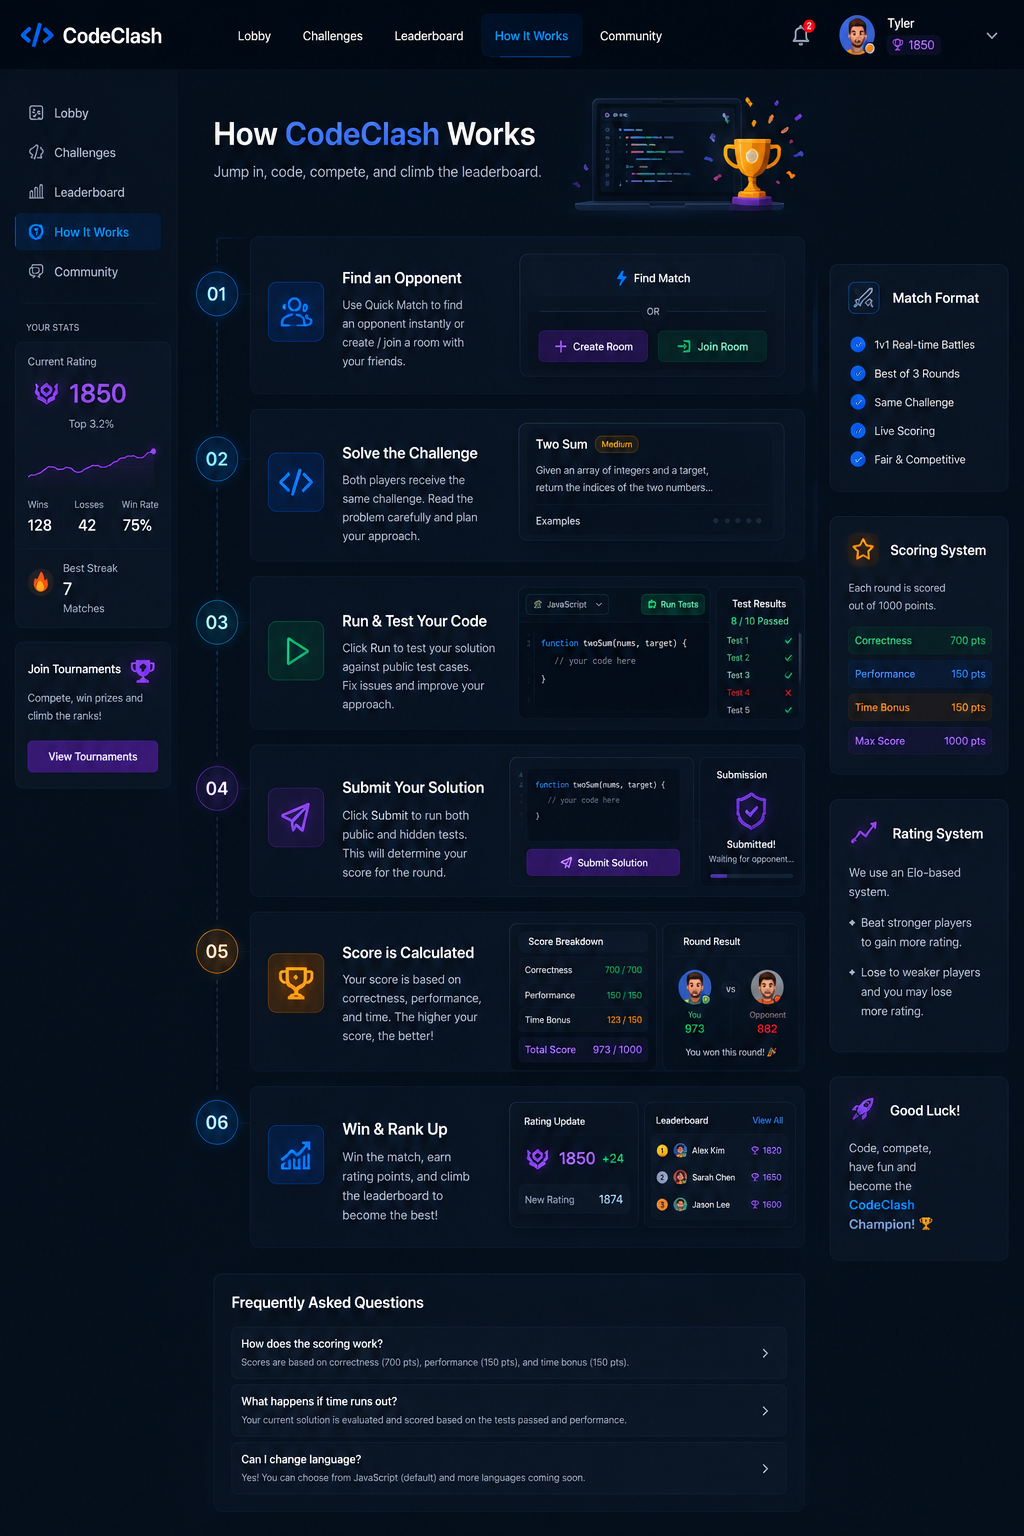 CodeClash
Lobby
Challenges
Leaderboard
How It Works
Community
2
Tyler
1850
Lobby
Challenges
Leaderboard
How It Works
Community
YOUR STATS
Current Rating
1850
Top 3.2%
Wins
Losses
Win Rate
128
42
75%
Best Streak
7
Matches
Join Tournaments
Compete, win prizes and
climb the ranks!
View Tournaments
How CodeClash Works
Jump in, code, compete, and climb the leaderboard.
01
Find an Opponent
Use Quick Match to find
an opponent instantly or
create / join a room with
your friends.
Find Match
OR
Create Room
Join Room
02
Solve the Challenge
Both players receive the
same challenge. Read the
problem carefully and plan
your approach.
Two Sum
Medium
Given an array of integers and a target,
return the indices of the two numbers...
Examples
03
Run & Test Your Code
Click Run to test your solution
against public test cases.
Fix issues and improve your
approach.
JavaScript
Run Tests
function twoSum(nums, target) {
// your code here
}
Test Results
8 / 10 Passed
Test 1
Test 2
Test 3
Test 4
Test 5
04
Submit Your Solution
Click Submit to run both
public and hidden tests.
This will determine your
score for the round.
function twoSum(nums, target) {
// your code here
}
Submit Solution
Submission
Submitted!
Waiting for opponent...
05
Score is Calculated
Your score is based on
correctness, performance,
and time. The higher your
score, the better!
Score Breakdown
Correctness 700 / 700
Performance 150 / 150
Time Bonus 123 / 150
Total Score 973 / 1000
Round Result
VS
You
973
Opponent
882
You won this round!
06
Win & Rank Up
Win the match, earn
rating points, and climb
the leaderboard to
become the best!
Rating Update
1850 +24
New Rating 1874
Leaderboard View All
1 Alex Kim 1820
2 Sarah Chen 1650
3 Jason Lee 1600
Match Format
1v1 Real-time Battles
Best of 3 Rounds
Same Challenge
Live Scoring
Fair & Competitive
Scoring System
Each round is scored
out of 1000 points.
Correctness 700 pts
Performance 150 pts
Time Bonus 150 pts
Max Score 1000 pts
Rating System
We use an Elo-based
system.
Beat stronger players
to gain more rating.
Lose to weaker players
and you may lose
more rating.
Good Luck!
Code, compete,
have fun and
become the
CodeClash
Champion!
Frequently Asked Questions
How does the scoring work?
Scores are based on correctness (700 pts), performance (150 pts), and time bonus (150 pts).
What happens if time runs out?
Your current solution is evaluated and scored based on the tests passed and performance.
Can I change language?
Yes! You can choose from JavaScript (default) and more languages coming soon.